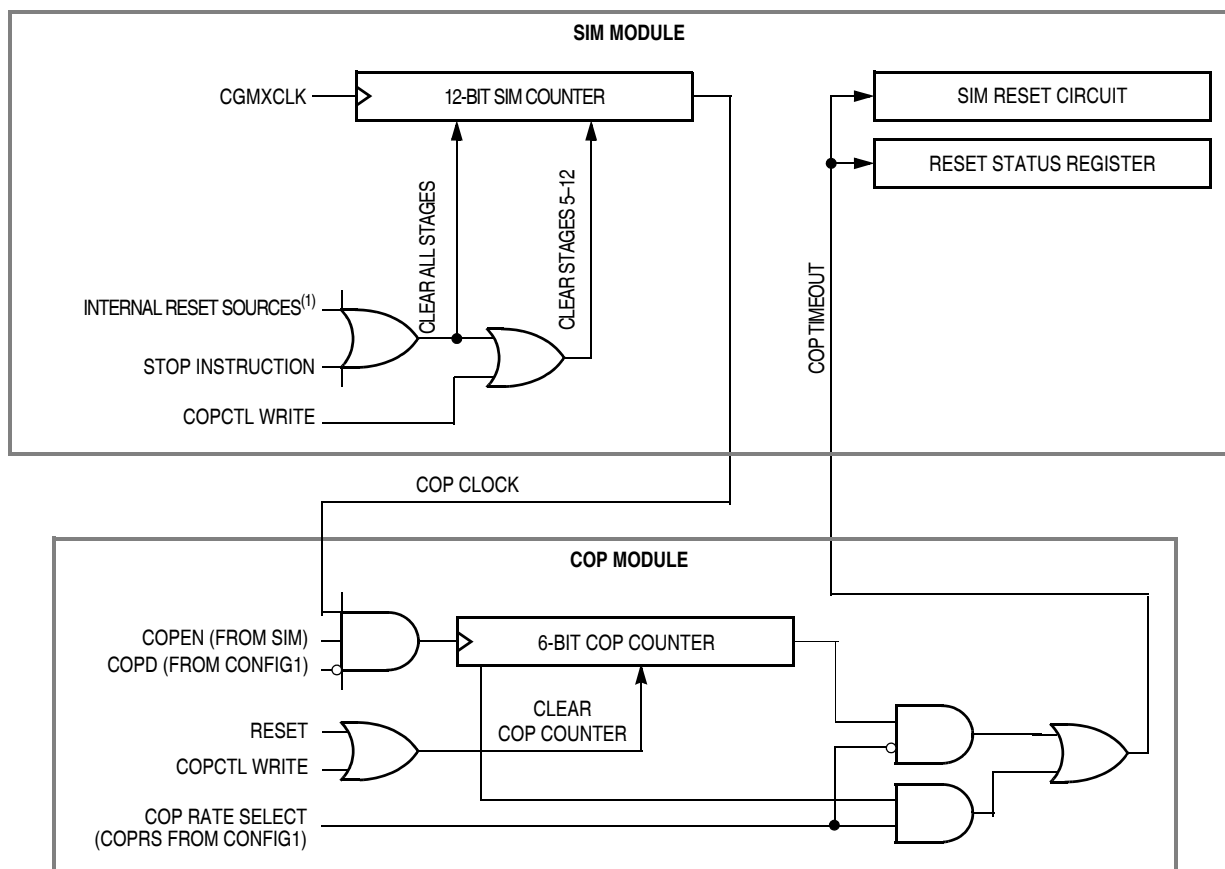 SIM MODULE
CGMXCLK
12-BIT SIM COUNTER
SIM RESET CIRCUIT
RESET STATUS REGISTER
CLEAR ALL STAGES
CLEAR STAGES 5–12
INTERNAL RESET SOURCES(1)
STOP INSTRUCTION
COPCTL WRITE
COP TIMEOUT
COP CLOCK
COP MODULE
COPEN (FROM SIM)
COPD (FROM CONFIG1)
6-BIT COP COUNTER
RESET
COPCTL WRITE
CLEAR
COP COUNTER
COP RATE SELECT
(COPRS FROM CONFIG1)